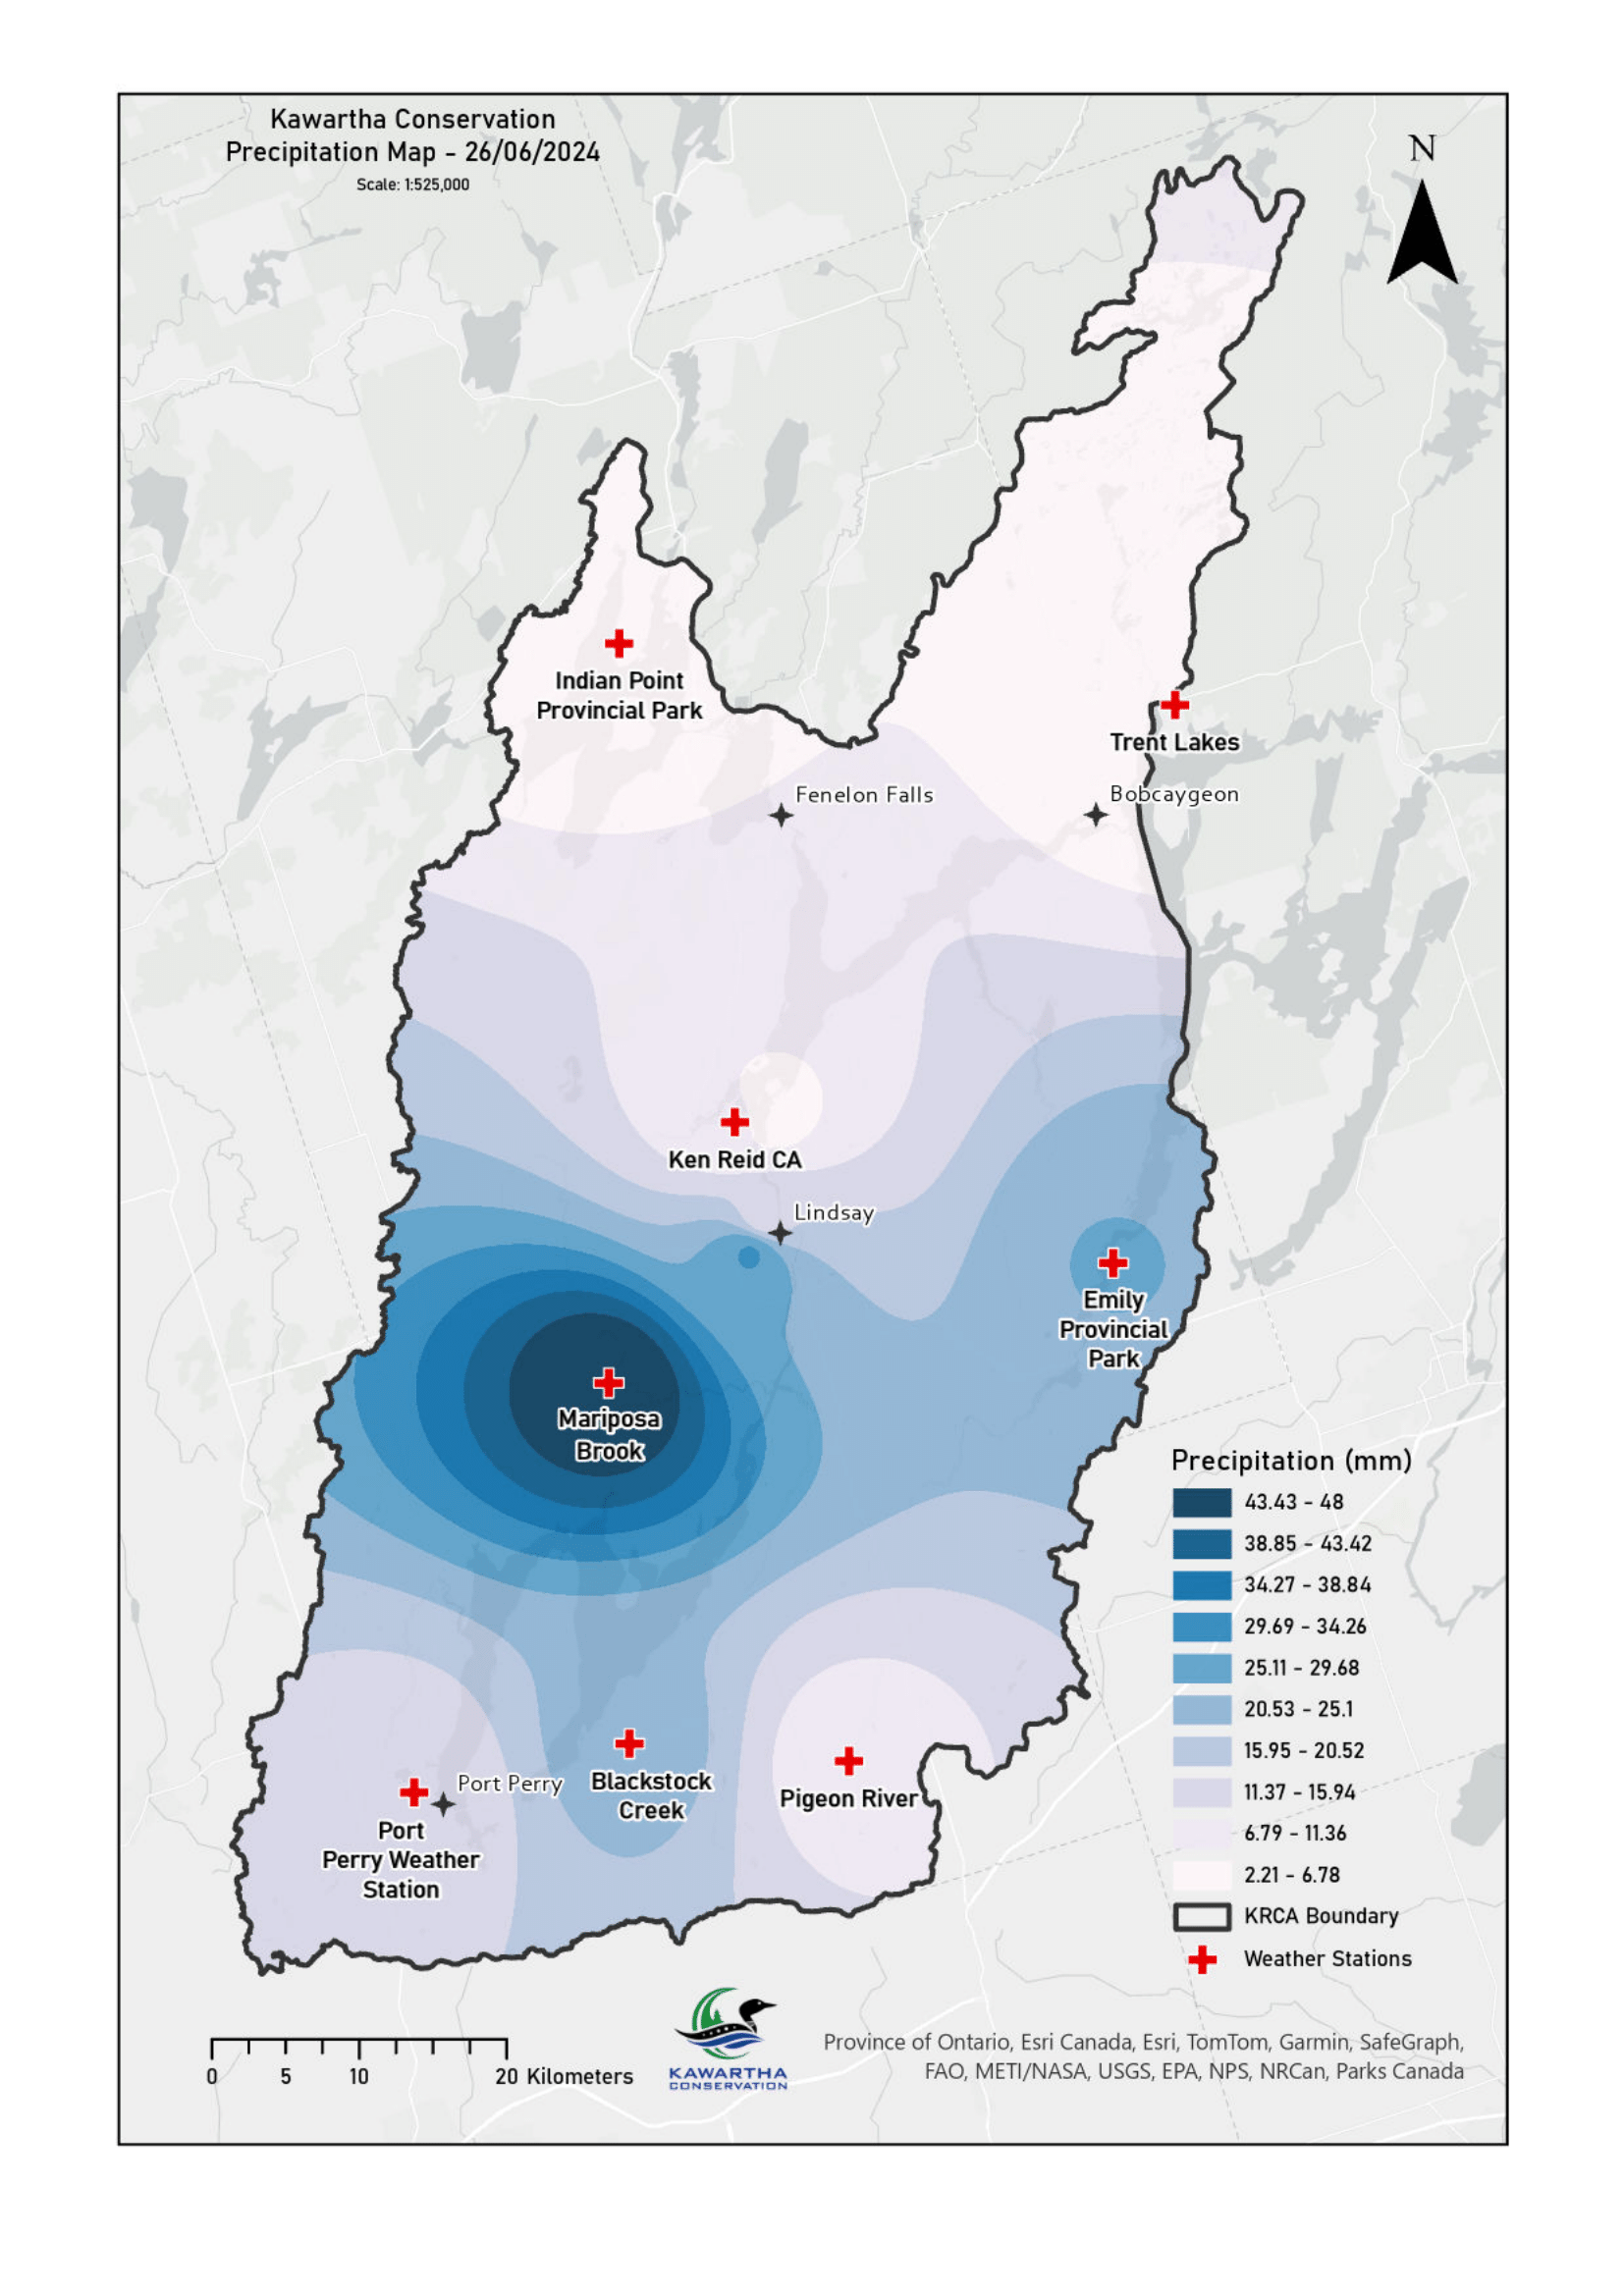 Kawartha Conservation
Precipitation Map - 26/06/2024
Scale: 1:525,000
N
Indian Point
Provincial Park
Trent Lakes
Fenelon Falls
Bobcaygeon
Ken Reid CA
Lindsay
Emily
Provincial
Park
Mariposa
Brook
Port Perry
Port
Perry Weather
Station
Blackstock
Creek
Pigeon River
Precipitation (mm)
43.43 - 48
38.85 - 43.42
34.27 - 38.84
29.69 - 34.26
25.11 - 29.68
20.53 - 25.1
15.95 - 20.52
11.37 - 15.94
6.79 - 11.36
2.21 - 6.78
KRCA Boundary
Weather Stations
0 5 10 20 Kilometers
KAWARTHA
CONSERVATION
Province of Ontario, Esri Canada, Esri, TomTom, Garmin, SafeGraph,
FAO, METI/NASA, USGS, EPA, NPS, NRCan, Parks Canada